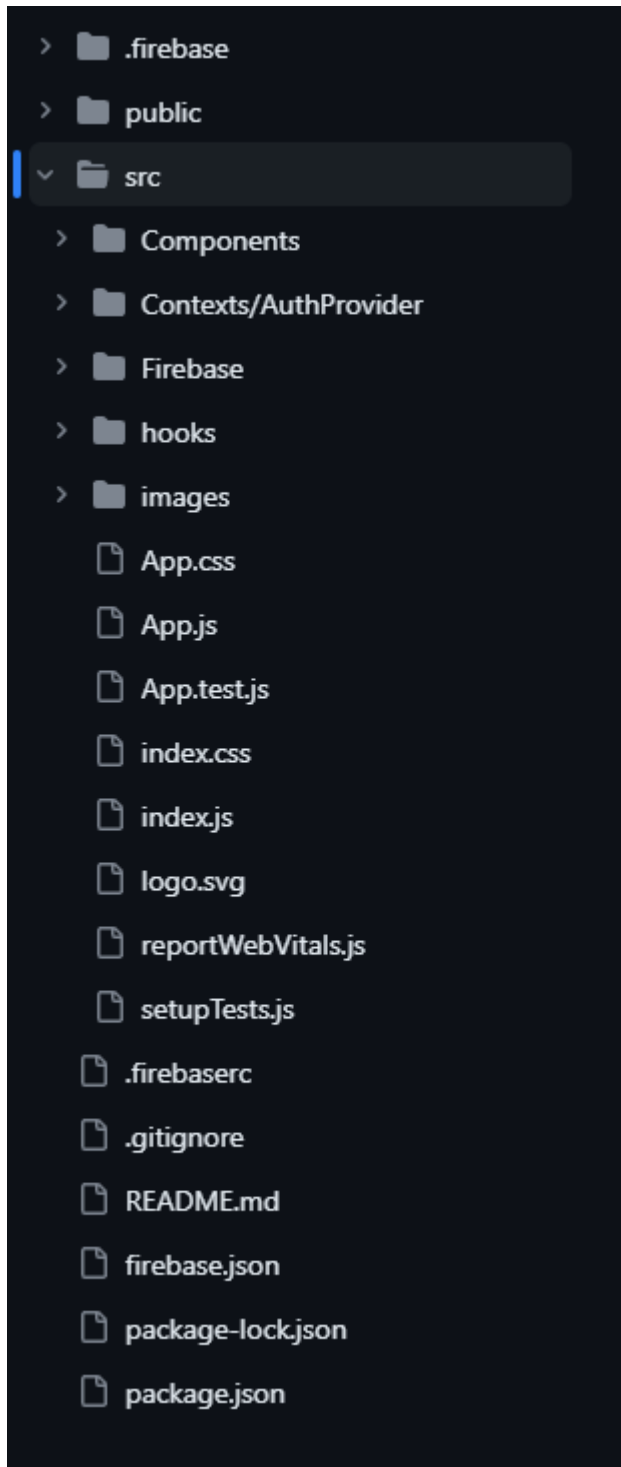 .firebase
public
src
Components
Contexts/AuthProvider
Firebase
hooks
images
App.css
App.js
App.test.js
index.css
index.js
logo.svg
reportWebVitals.js
setupTests.js
.firebaserc
.gitignore
README.md
firebase.json
package-lock.json
package.json